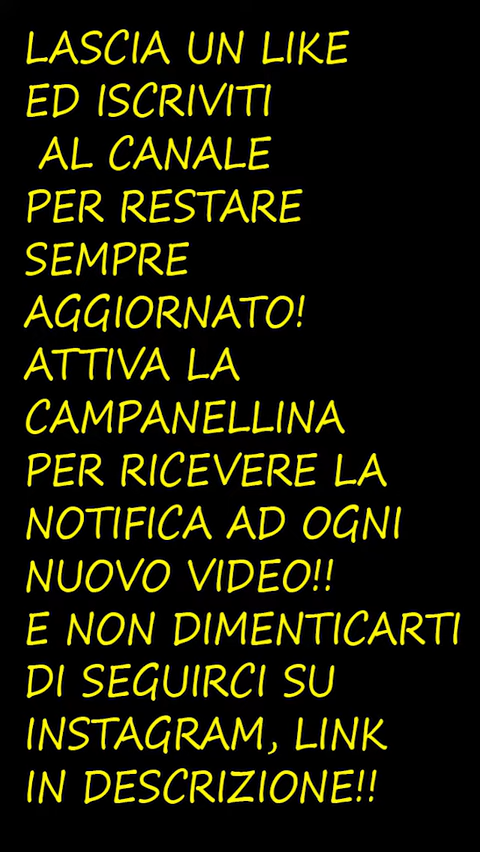 LASCIA UN LIKE
ED ISCRIVITI
AL CANALE
PER RESTARE
SEMPRE
AGGIORNATO!
ATTIVA LA
CAMPANELLINA
PER RICEVERE LA
NOTIFICA AD OGNI
NUOVO VIDEO!!
E NON DIMENTICARTI
DI SEGUIRCI SU
INSTAGRAM, LINK
IN DESCRIZIONE!!